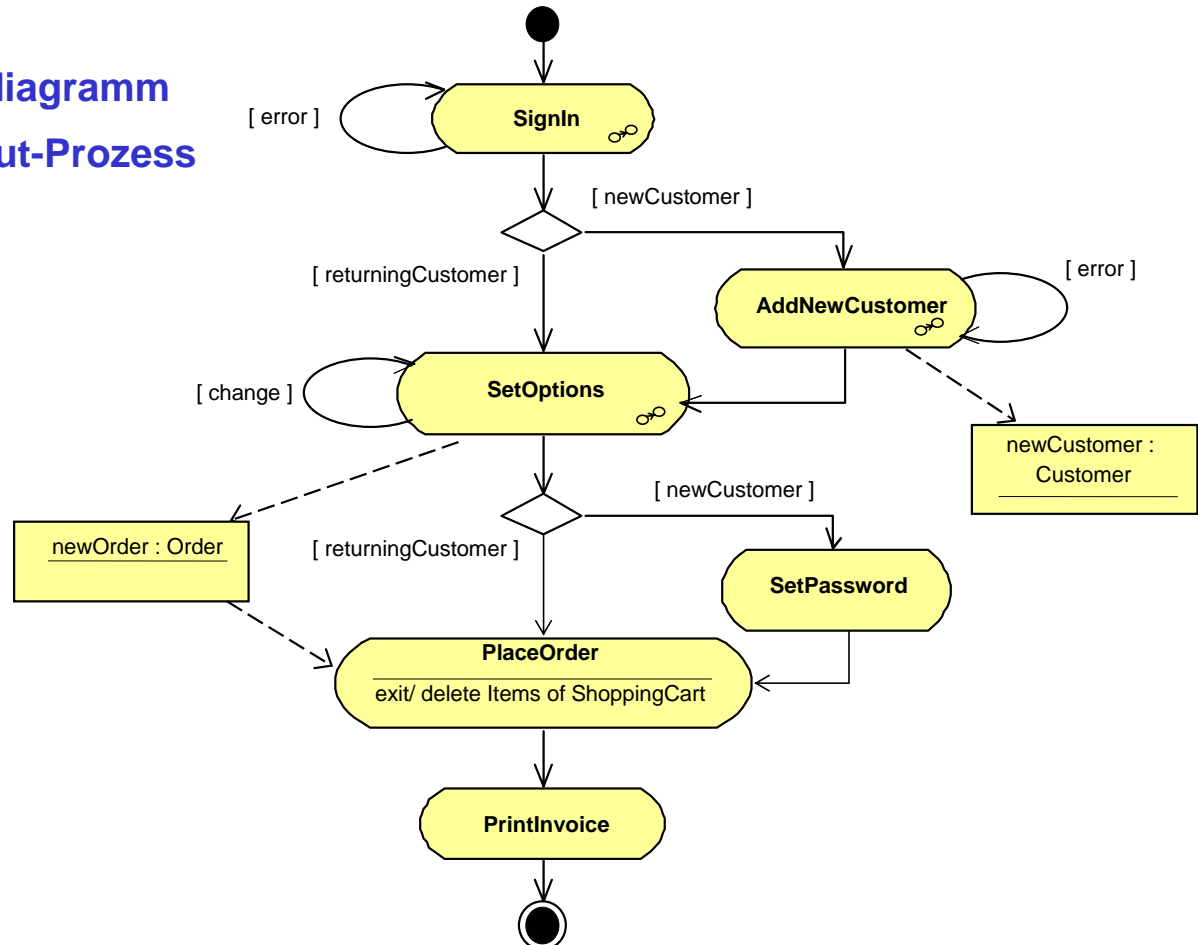 diagramm
ut-Prozess
[ error ]
SignIn
[ newCustomer ]
[ returningCustomer ]
[ error ]
AddNewCustomer
[ change ]
SetOptions
newCustomer :
Customer
[ newCustomer ]
newOrder : Order
[ returningCustomer ]
SetPassword
PlaceOrder
exit/ delete Items of ShoppingCart
PrintInvoice